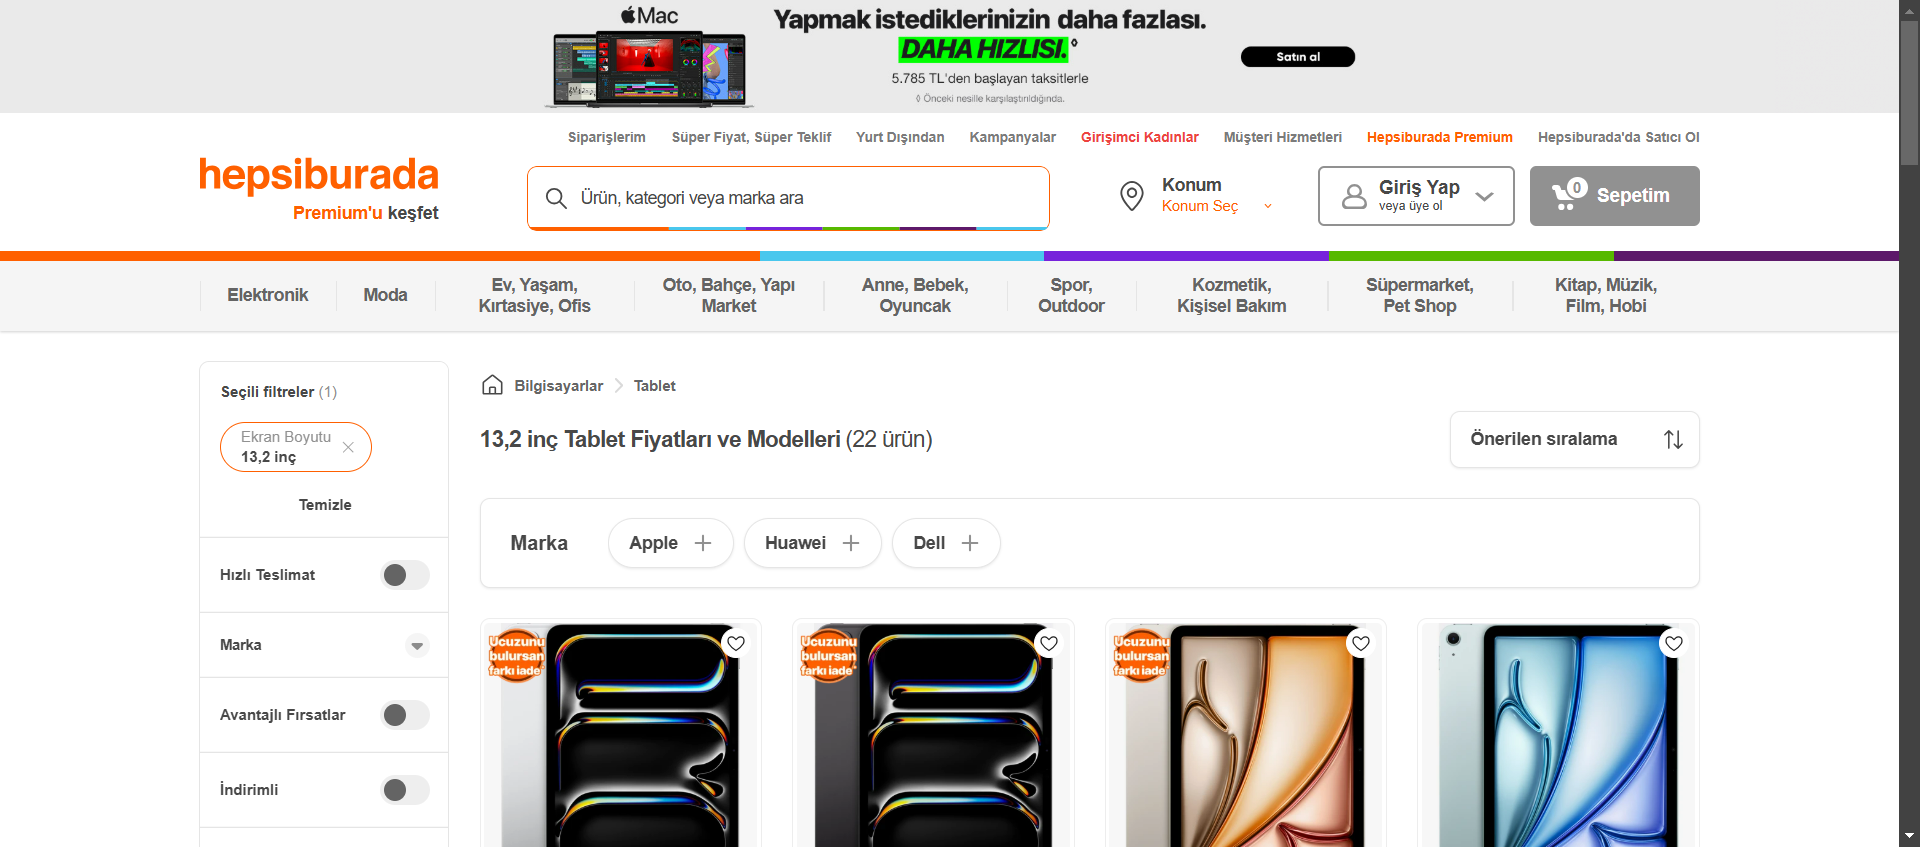 Mac
Yapmak istediklerinizin daha fazlası.
DAHA HIZLISI.◊
5.785 TL'den başlayan taksitlerle
◊ Önceki nesille karşılaştırıldığında.
Satın al
Siparişlerim Süper Fiyat, Süper Teklif Yurt Dışından Kampanyalar Girişimci Kadınlar Müşteri Hizmetleri Hepsiburada Premium Hepsiburada'da Satıcı Ol
hepsiburada
Premium'u keşfet
Ürün, kategori veya marka ara
Konum
Konum Seç
Giriş Yap
veya üye ol
0
Sepetim
Elektronik
Moda
Ev, Yaşam,
Kırtasiye, Ofis
Oto, Bahçe, Yapı
Market
Anne, Bebek,
Oyuncak
Spor,
Outdoor
Kozmetik,
Kişisel Bakım
Süpermarket,
Pet Shop
Kitap, Müzik,
Film, Hobi
Seçili filtreler (1)
Ekran Boyutu
13,2 inç
Temizle
Hızlı Teslimat
Marka
Avantajlı Fırsatlar
İndirimli
Bilgisayarlar Tablet
13,2 inç Tablet Fiyatları ve Modelleri (22 ürün)
Önerilen sıralama
Marka Apple Huawei Dell
Ucuzunu
bulursan
farkı iade
Ucuzunu
bulursan
farkı iade
Ucuzunu
bulursan
farkı iade